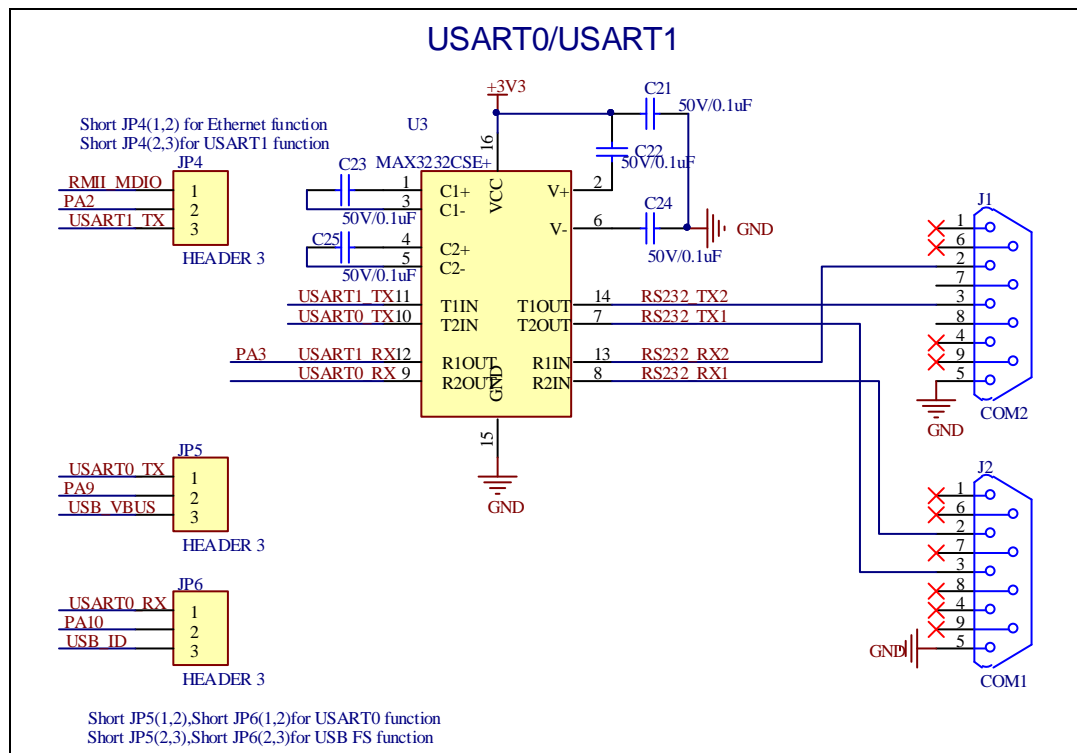 USART0/USART1
+3V3
C21
50V/0.1uF
Short JP4(1,2) for Ethernet function
Short JP4(2,3)for USART1 function
U3
16
C22
50V/0.1uF
JP4
RMII_MDIO
1
PA2
2
USART1_TX
3
HEADER 3
C23
MAX3232CSE+
50V/0.1uF
1
C1+
3
C1-
VCC
V+
2
C25
50V/0.1uF
4
C2+
5
C2-
V-
6
C24
50V/0.1uF
GND
USART1_TX
11
T1IN
T1OUT
14
RS232_TX2
USART0_TX
10
T2IN
T2OUT
7
RS232_TX1
PA3
USART1_RX
12
R1OUT
R1IN
13
RS232_RX2
USART0_RX
9
R2OUT
R2IN
8
RS232_RX1
GND
15
GND
J1
1
6
2
7
3
8
4
9
5
COM2
GND
JP5
USART0_TX
1
PA9
2
USB_VBUS
3
HEADER 3
J2
1
6
2
7
3
8
4
9
5
GND
COM1
JP6
USART0_RX
1
PA10
2
USB_ID
3
HEADER 3
Short JP5(1,2),Short JP6(1,2)for USART0 function
Short JP5(2,3),Short JP6(2,3)for USB FS function